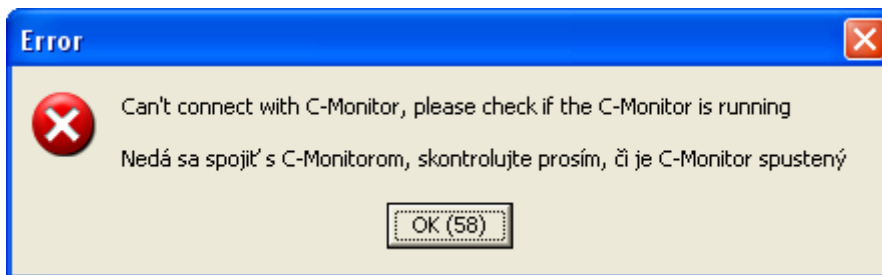 Error
Can't connect with C-Monitor, please check if the C-Monitor is running
Nedá sa spojiť s C-Monitorom, skontrolujte prosím, či je C-Monitor spustený
OK (58)